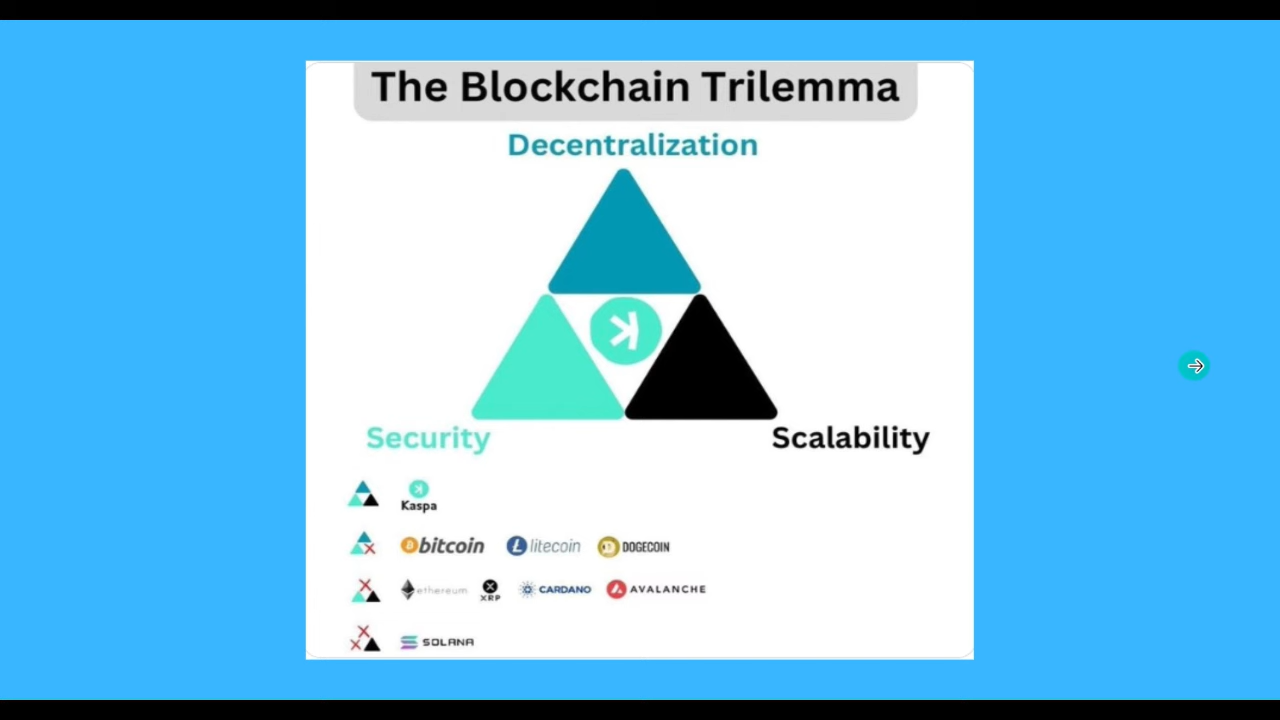 The Blockchain Trilemma
Decentralization
Security
Scalability
Kaspa
bitcoin litecoin DOGECOIN
ethereum XRP CARDANO AVALANCHE
SOLANA